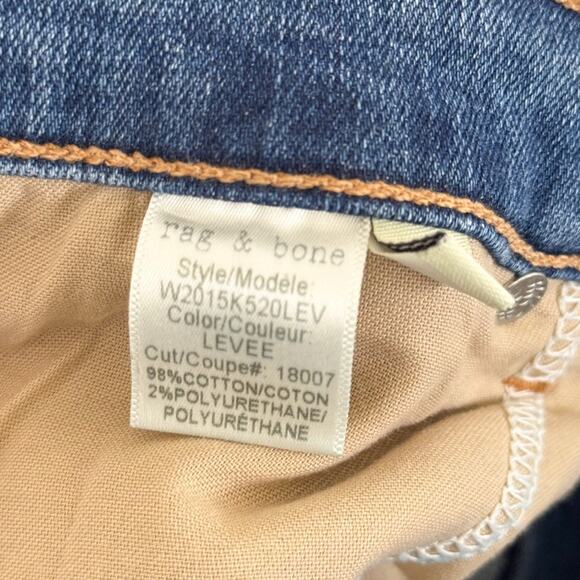 rag & bone
Style/Modèle:
W2015K520LEV
Color/Couleur:
LEVEE
Cut/Coupe#: 18007
98%COTTON/COTON
2%POLYURETHANE/
POLYURÉTHANE